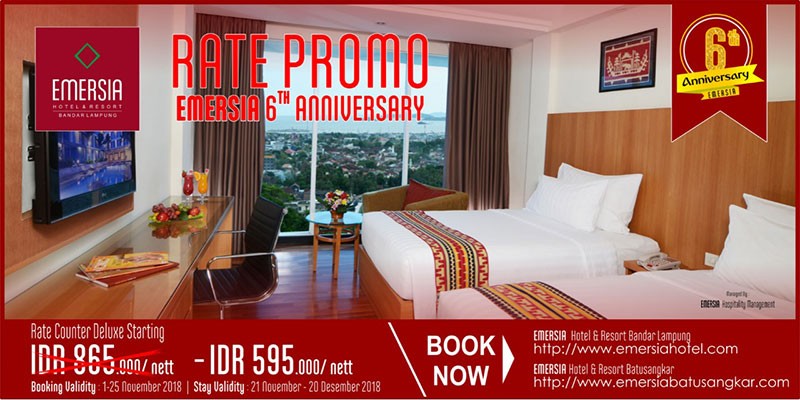 EMERSIA
HOTEL & RESORT
BANDAR LAMPUNG
RATE PROMO
EMERSIA 6TH ANNIVERSARY
6th
Anniversary
EMERSIA
Managed By
EMERSIA Hospitality Management
Rate Counter Deluxe Starting
IDR 865.000/ nett - IDR 595.000/ nett
Booking Validity : 1-25 November 2018 | Stay Validity : 21 November - 20 Desember 2018
BOOK
NOW
EMERSIA Hotel & Resort Bandar Lampung
http://www.emersiahotel.com
EMERSIA Hotel & Resort Batusangkar
http://www.emersiabatusangkar.com